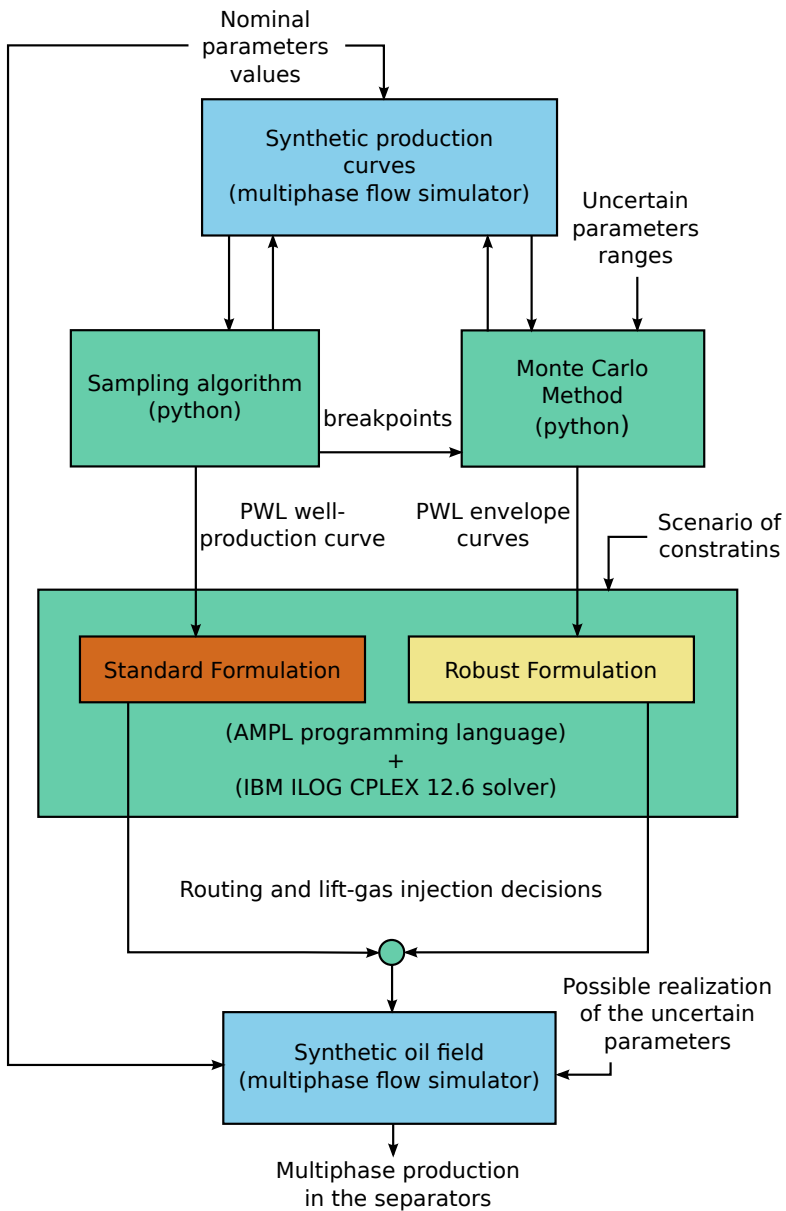 Nominal
parameters
values
Synthetic production
curves
(multiphase flow simulator)
Uncertain
parameters
ranges
Sampling algorithm
(python)
Monte Carlo
Method
(python)
breakpoints
PWL well-
production curve
PWL envelope
curves
Scenario of
constratins
Standard Formulation
Robust Formulation
(AMPL programming language)
+
(IBM ILOG CPLEX 12.6 solver)
Routing and lift-gas injection decisions
Possible realization
of the uncertain
parameters
Synthetic oil field
(multiphase flow simulator)
Multiphase production
in the separators